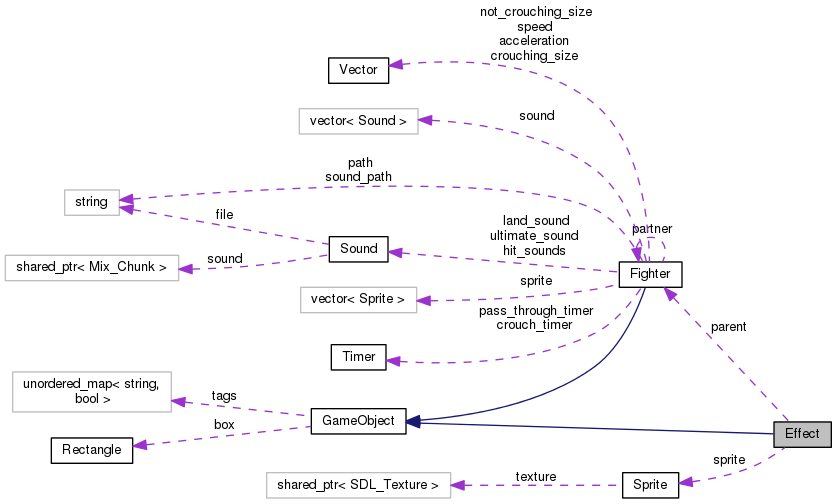 not_crouching_size
speed
acceleration
crouching_size
Vector
vector< Sound >
sound
path
sound_path
string
file
land_sound
ultimate_sound
hit_sounds
partner
Sound
shared_ptr< Mix_Chunk >
sound
Fighter
sprite
vector< Sprite >
pass_through_timer
crouch_timer
parent
Timer
unordered_map< string,
bool >
tags
GameObject
box
Rectangle
Effect
sprite
shared_ptr< SDL_Texture >
texture
Sprite